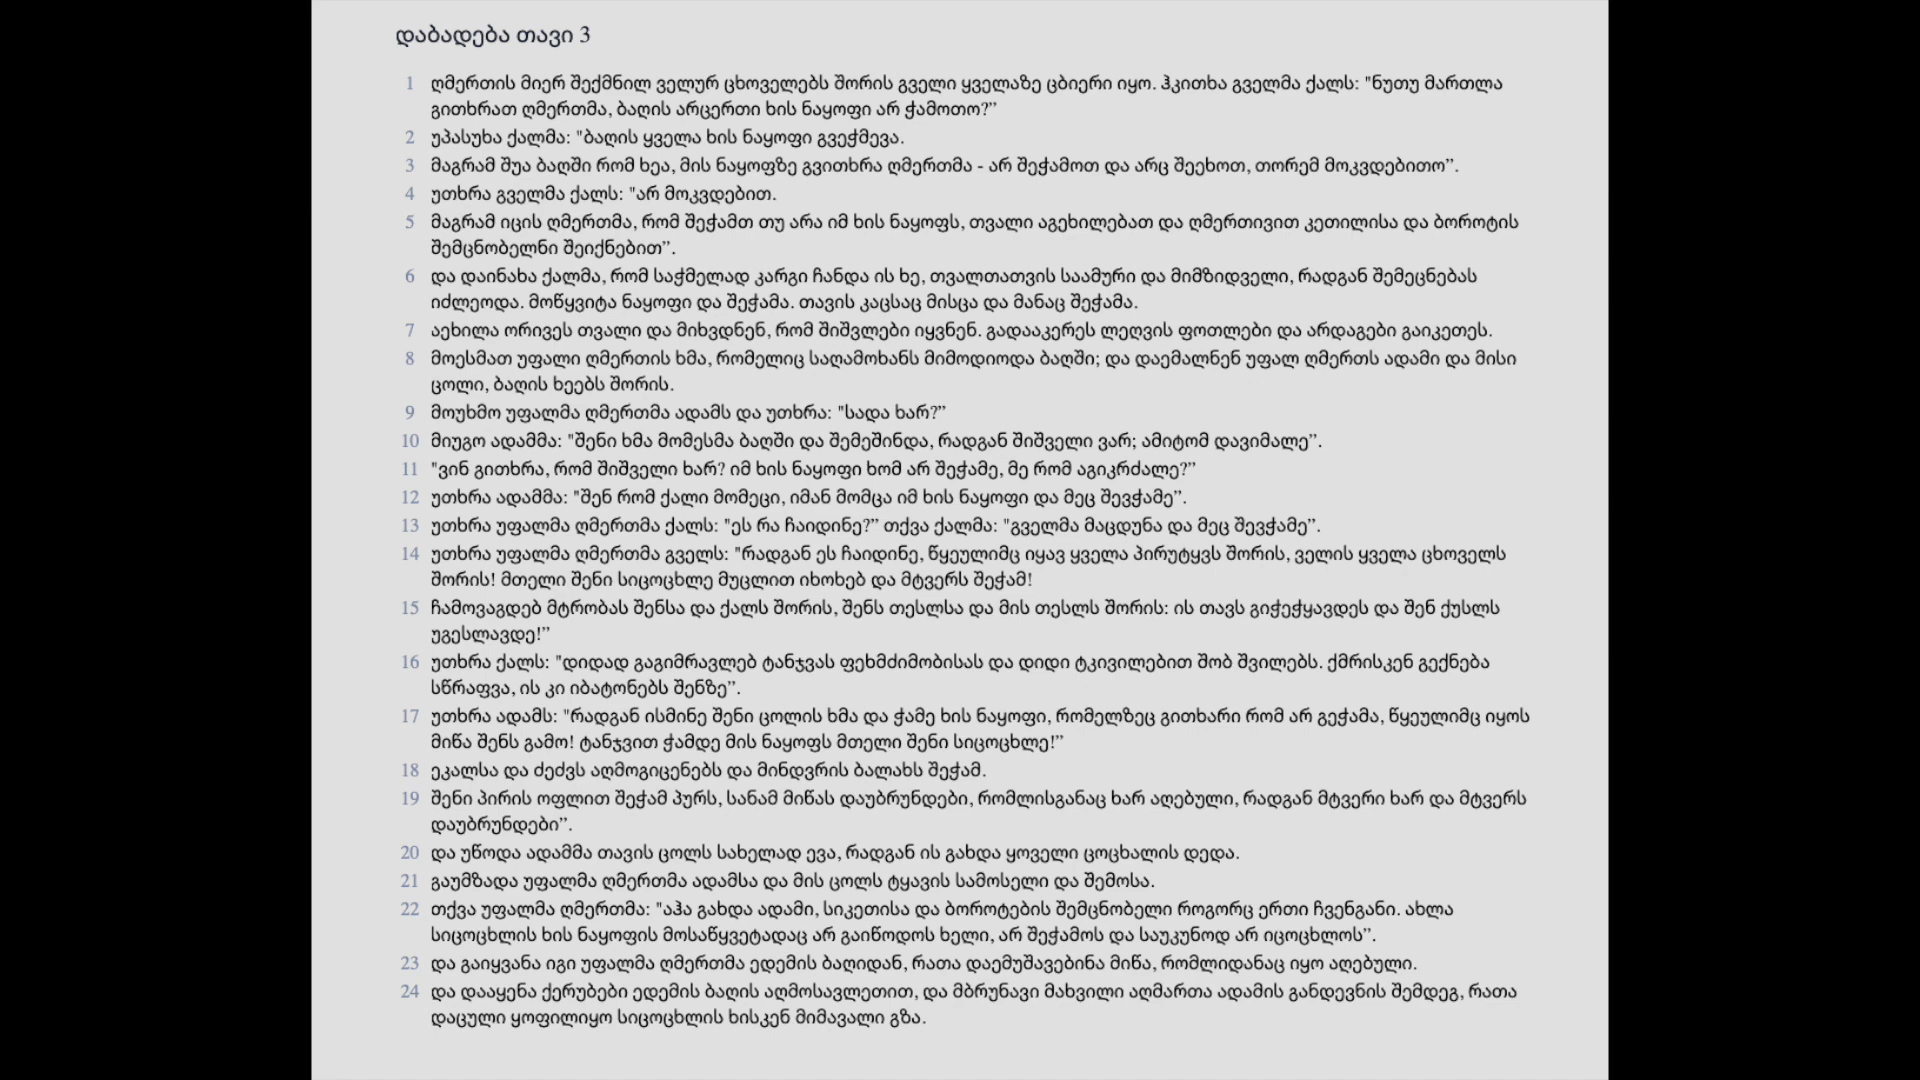 დაბადება თავი 3
1 ღმერთის მიერ შექმნილ ველურ ცხოველებს შორის გველი ყველაზე ცბიერი იყო. ჰკითხა გველმა ქალს: "ნუთუ მართლა
გითხრათ ღმერთმა, ბაღის არცერთი ხის ნაყოფი არ ჭამოთო?”
2 უპასუხა ქალმა: "ბაღის ყველა ხის ნაყოფი გვეჭმევა.
3 მაგრამ შუა ბაღში რომ ხეა, მის ნაყოფზე გვითხრა ღმერთმა - არ შეჭამოთ და არც შეეხოთ, თორემ მოკვდებითო”.
4 უთხრა გველმა ქალს: "არ მოკვდებით.
5 მაგრამ იცის ღმერთმა, რომ შეჭამთ თუ არა იმ ხის ნაყოფს, თვალი აგეხილებათ და ღმერთივით კეთილისა და ბოროტის
შემცნობელნი შეიქნებით”.
6 და დაინახა ქალმა, რომ საჭმელად კარგი ჩანდა ის ხე, თვალთათვის საამური და მიმზიდველი, რადგან შემეცნებას
იძლეოდა. მოწყვიტა ნაყოფი და შეჭამა. თავის კაცსაც მისცა და მანაც შეჭამა.
7 აეხილა ორივეს თვალი და მიხვდნენ, რომ შიშვლები იყვნენ. გადააკერეს ლეღვის ფოთლები და არდაგები გაიკეთეს.
8 მოესმათ უფალი ღმერთის ხმა, რომელიც საღამოხანს მიმოდიოდა ბაღში; და დაემალნენ უფალ ღმერთს ადამი და მისი
ცოლი, ბაღის ხეებს შორის.
9 მოუხმო უფალმა ღმერთმა ადამს და უთხრა: "სადა ხარ?”
10 მიუგო ადამმა: "შენი ხმა მომესმა ბაღში და შემეშინდა, რადგან შიშველი ვარ; ამიტომ დავიმალე”.
11 "ვინ გითხრა, რომ შიშველი ხარ? იმ ხის ნაყოფი ხომ არ შეჭამე, მე რომ აგიკრძალე?”
12 უთხრა ადამმა: "შენ რომ ქალი მომეცი, იმან მომცა იმ ხის ნაყოფი და მეც შევჭამე”.
13 უთხრა უფალმა ღმერთმა ქალს: "ეს რა ჩაიდინე?” თქვა ქალმა: "გველმა მაცდუნა და მეც შევჭამე”.
14 უთხრა უფალმა ღმერთმა გველს: "რადგან ეს ჩაიდინე, წყეულიმც იყავ ყველა პირუტყვს შორის, ველის ყველა ცხოველს
შორის! მთელი შენი სიცოცხლე მუცლით იხოხებ და მტვერს შეჭამ!
15 ჩამოვაგდებ მტრობას შენსა და ქალს შორის, შენს თესლსა და მის თესლს შორის: ის თავს გიჭეჭყავდეს და შენ ქუსლს
უგესლავდე!”
16 უთხრა ქალს: "დიდად გაგიმრავლებ ტანჯვას ფეხმძიმობისას და დიდი ტკივილებით შობ შვილებს. ქმრისკენ გექნება
სწრაფვა, ის კი იბატონებს შენზე”.
17 უთხრა ადამს: "რადგან ისმინე შენი ცოლის ხმა და ჭამე ხის ნაყოფი, რომელზეც გითხარი რომ არ გეჭამა, წყეულიმც იყოს
მიწა შენს გამო! ტანჯვით ჭამდე მის ნაყოფს მთელი შენი სიცოცხლე!”
18 ეკალსა და ძეძვს აღმოგიცენებს და მინდვრის ბალახს შეჭამ.
19 შენი პირის ოფლით შეჭამ პურს, სანამ მიწას დაუბრუნდები, რომლისგანაც ხარ აღებული, რადგან მტვერი ხარ და მტვერს
დაუბრუნდები”.
20 და უწოდა ადამმა თავის ცოლს სახელად ევა, რადგან ის გახდა ყოველი ცოცხალის დედა.
21 გაუმზადა უფალმა ღმერთმა ადამსა და მის ცოლს ტყავის სამოსელი და შემოსა.
22 თქვა უფალმა ღმერთმა: "აჰა გახდა ადამი, სიკეთისა და ბოროტების შემცნობელი როგორც ერთი ჩვენგანი. ახლა
სიცოცხლის ხის ნაყოფის მოსაწყვეტადაც არ გაიწოდოს ხელი, არ შეჭამოს და საუკუნოდ არ იცოცხლოს”.
23 და გაიყვანა იგი უფალმა ღმერთმა ედემის ბაღიდან, რათა დაემუშავებინა მიწა, რომლიდანაც იყო აღებული.
24 და დააყენა ქერუბები ედემის ბაღის აღმოსავლეთით, და მბრუნავი მახვილი აღმართა ადამის განდევნის შემდეგ, რათა
დაცული ყოფილიყო სიცოცხლის ხისკენ მიმავალი გზა.